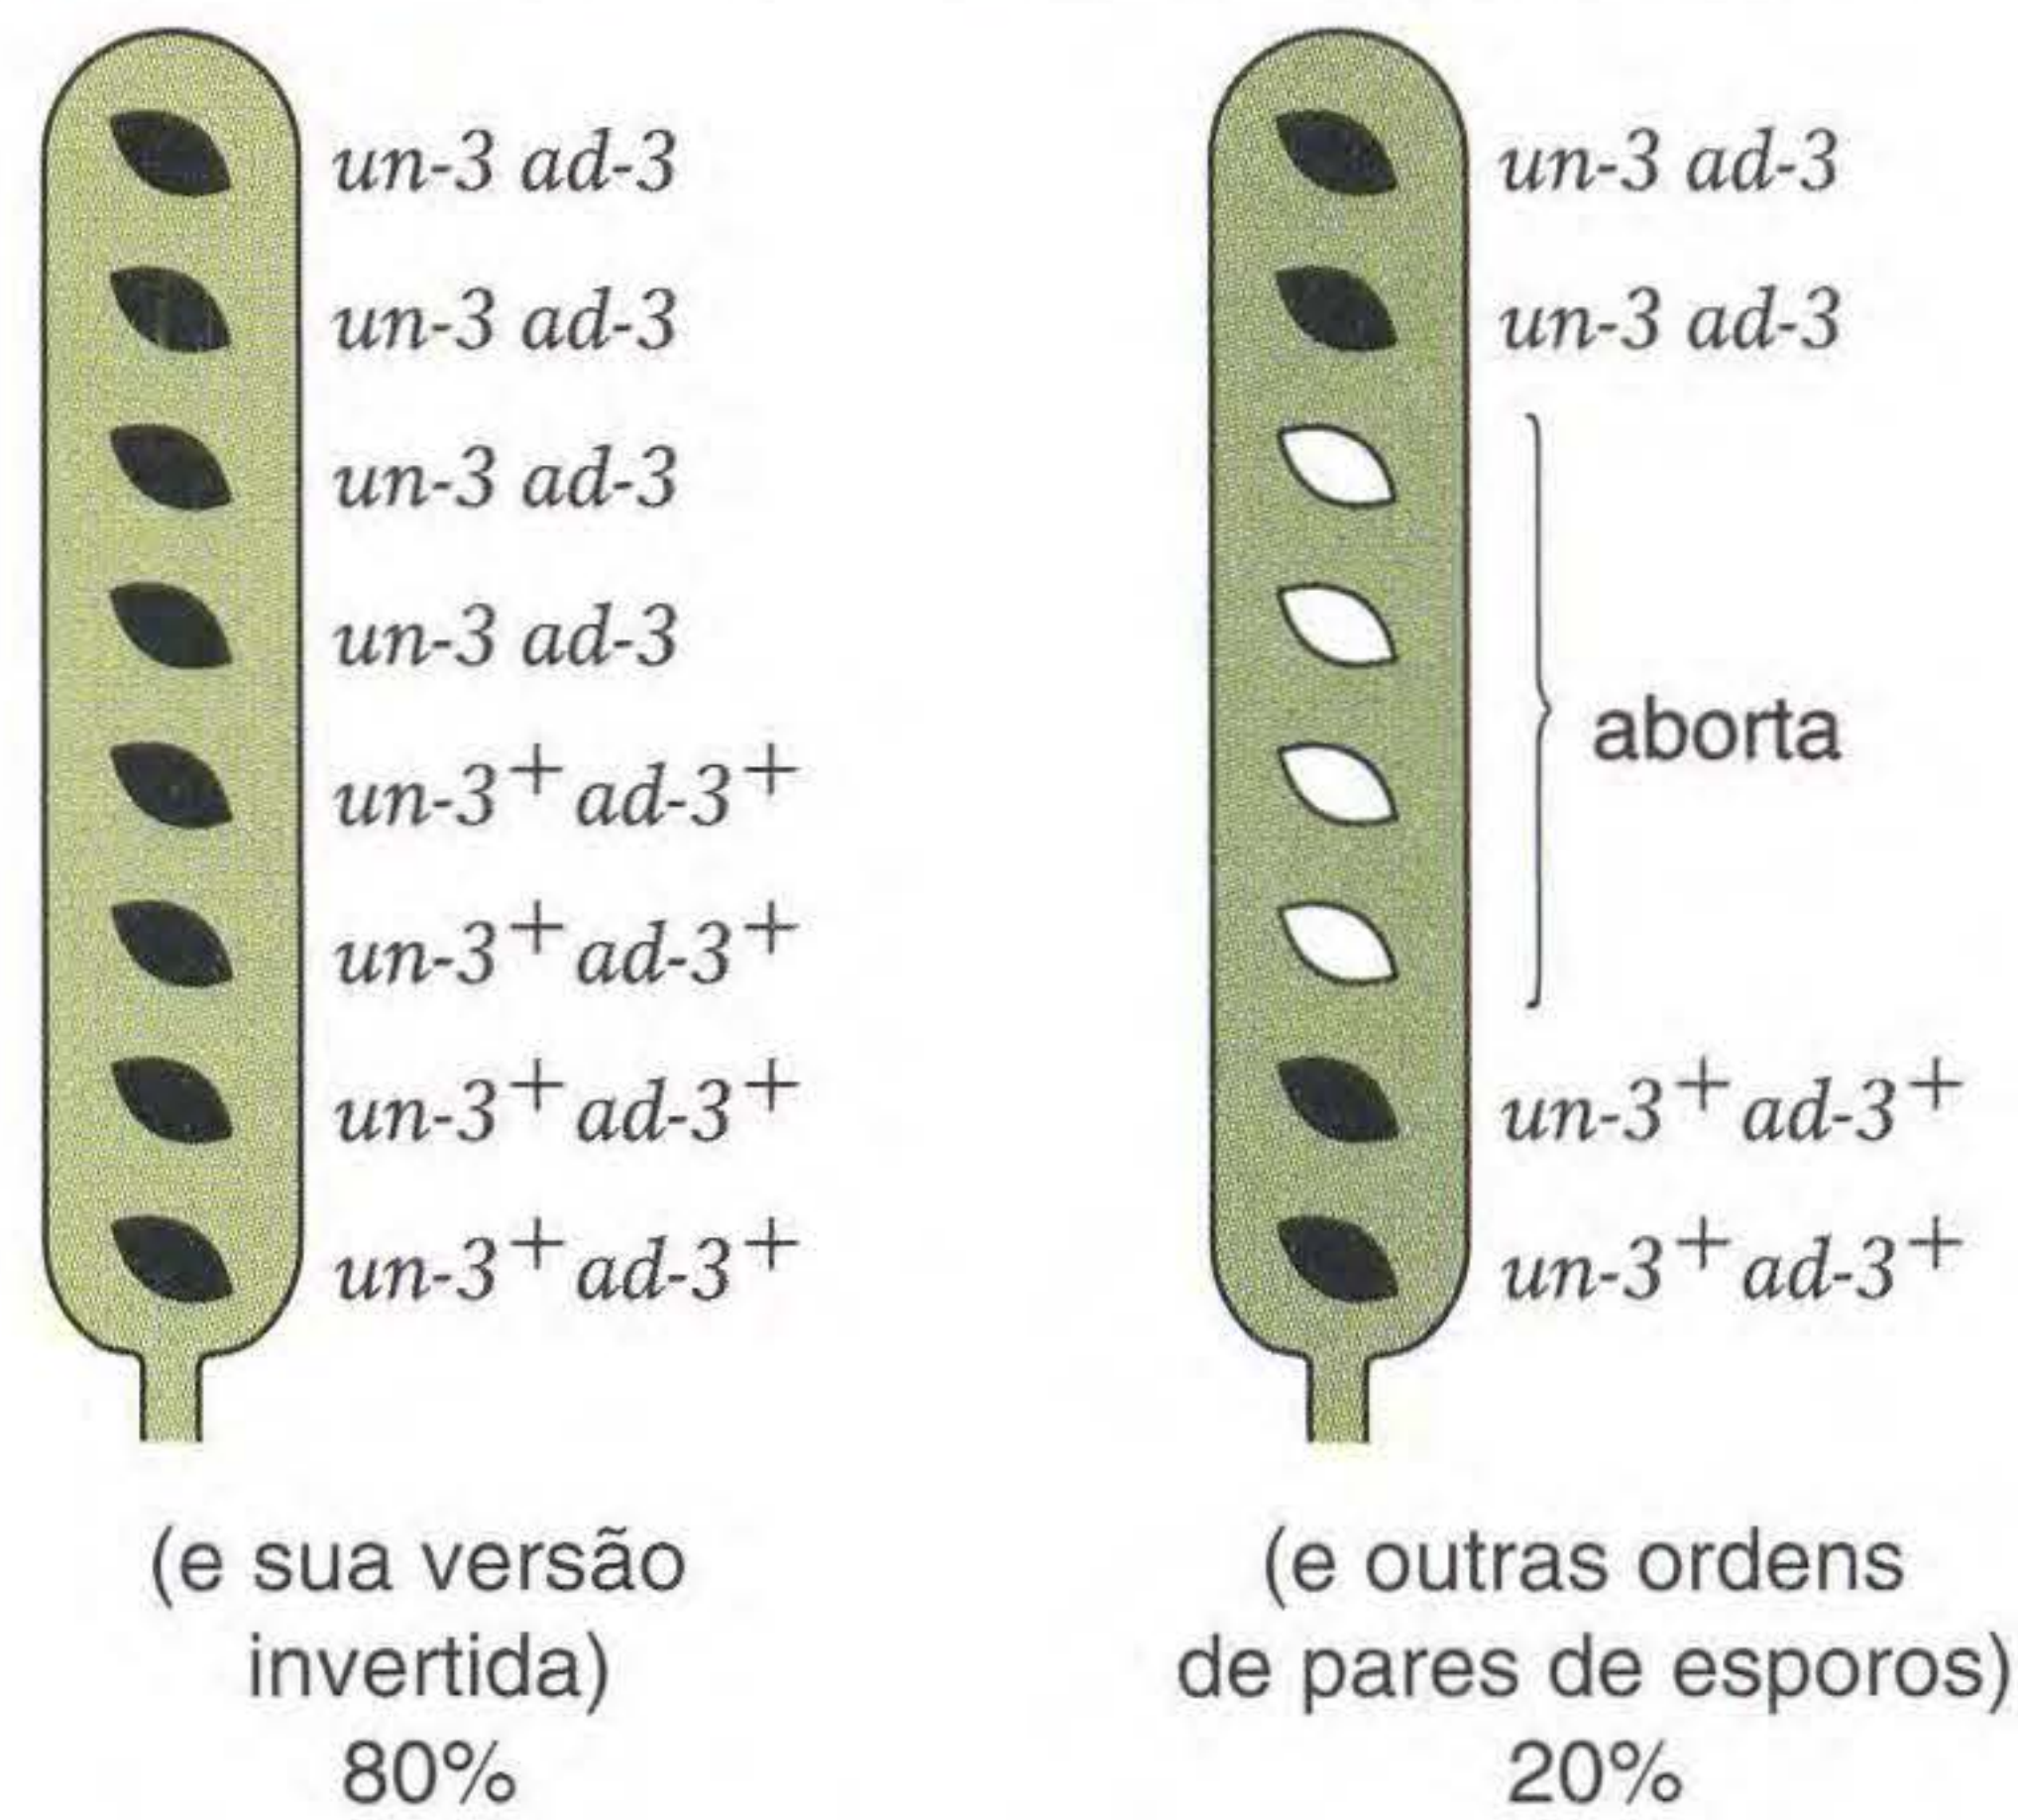 un-3 ad-3
un-3 ad-3
un-3 ad-3
un-3 ad-3
un-3+ ad-3+
un-3+ ad-3+
un-3+ ad-3+
un-3+ ad-3+
(e sua versão
invertida)
80%
un-3 ad-3
un-3 ad-3
aborta
un-3+ ad-3+
un-3+ ad-3+
(e outras ordens
de pares de esporos)
20%